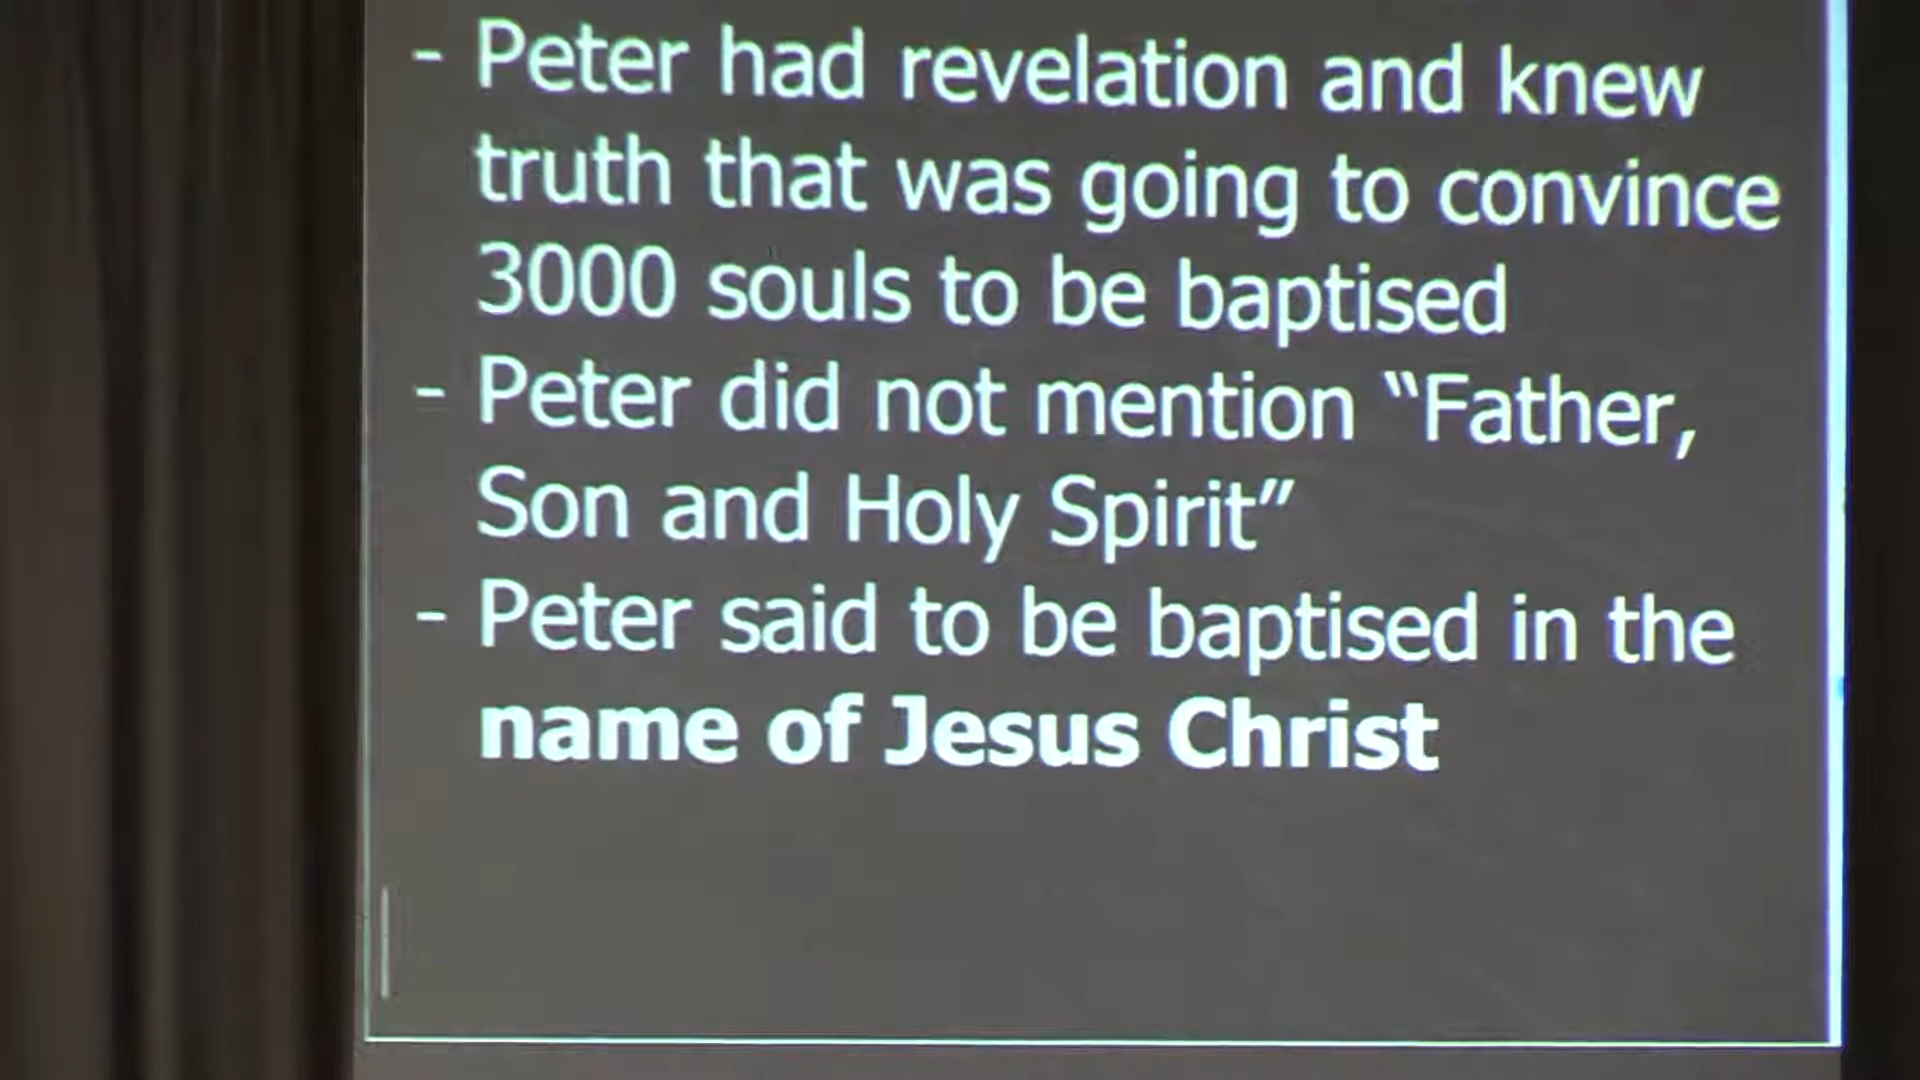 - Peter had revelation and knew
truth that was going to convince
3000 souls to be baptised
- Peter did not mention “Father,
Son and Holy Spirit”
- Peter said to be baptised in the
name of Jesus Christ